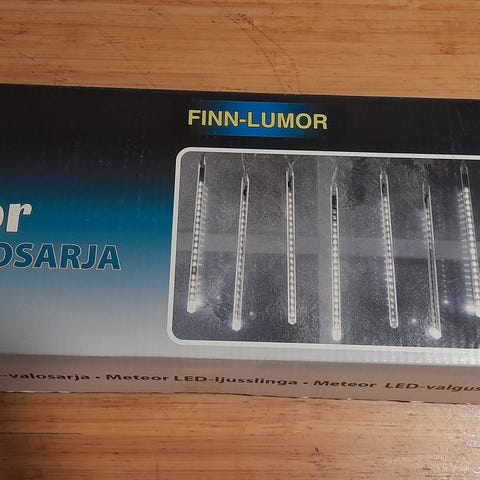 FINN-LUMOR
or
OSARJA
-valosarja • Meteor LED-ljusslinga • Meteor LED-valgus